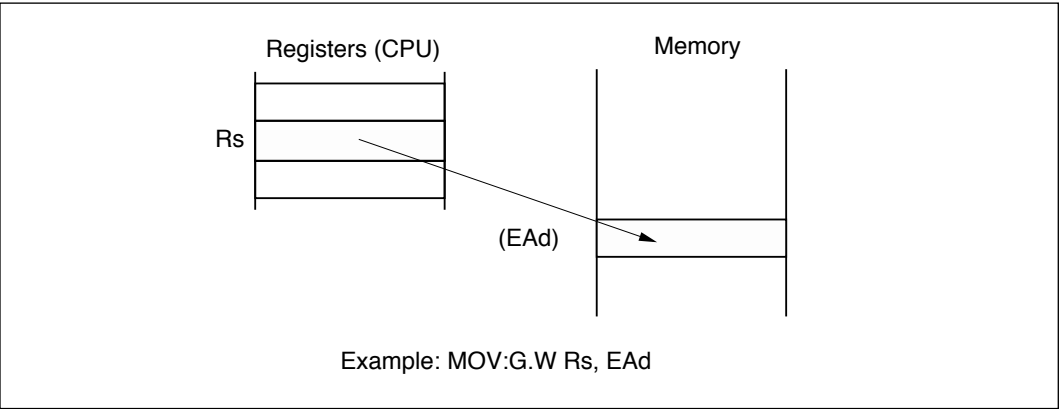 Registers (CPU)
Memory
Rs
(EAd)
Example: MOV:G.W Rs, EAd